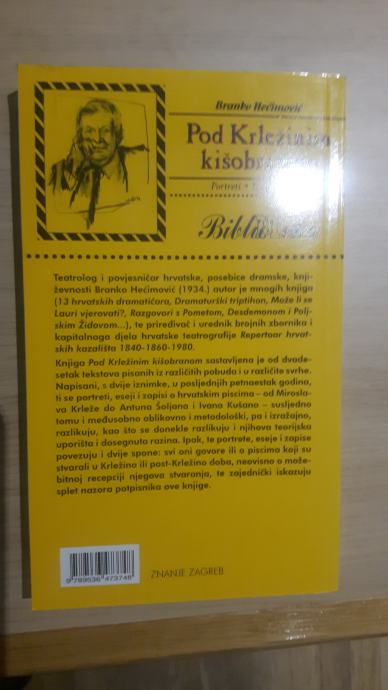 Branko Hećimović
Pod Krležinim
kišobranom
Portreti •
Teatrolog i povjesničar hrvatske, posebice dramske, knji-
ževnosti Branko Hećimović (1934.) autor je mnogih knjiga
(13 hrvatskih dramatičara, Dramaturški triptihon, Može li se
Lauri vjerovati?, Razgovori s Pometom, Desdemonom i Polj-
skim Židovom...), te priređivač i urednik brojnih zbornika i
kapitalnoga djela hrvatske teatrografije Repertoar hrvat-
skih kazališta 1840-1860-1980.
Knjiga Pod Krležinim kišobranom sastavljena je od dvade-
setak tekstova pisanih iz različitih pobuda i u različite svrhe.
Napisani, s dvije iznimke, u posljednjih petnaestak godina,
ti se portreti, eseji i zapisi o hrvatskim piscima – od Mirosla-
va Krleže do Antuna Šoljana i Ivana Kušana – susljedno
tomu i međusobno oblikovno i metodološki, pa i izražajno,
razlikuju, kao što se donekle razlikuju i njihova teorijska
uporišta i dosegnuta razina. Ipak, te portrete, eseje i zapise
povezuju i dvije spone: svi oni govore ili o piscima koji su
stvarali u Krležino ili post-Krležino doba, neovisno o može-
bitnoj recepciji njegova stvaranja, te zajednički iskazuju
splet nazora potpisnika ove knjige.
9789536473748
ZNANJE ZAGREB